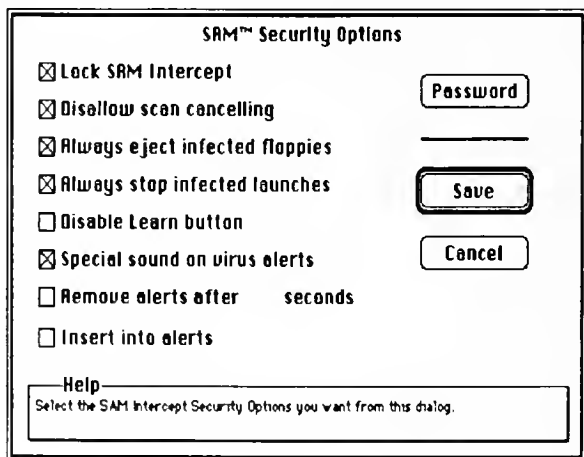 SAM™ Security Options
Lock SAM Intercept
Password
Disallow scan cancelling
Always eject infected floppies
Always stop infected launches
Save
Disable Learn button
Special sound on virus alerts
Cancel
Remove alerts after seconds
Insert into alerts
Help
Select the SAM Intercept Security Options you want from this dialog.